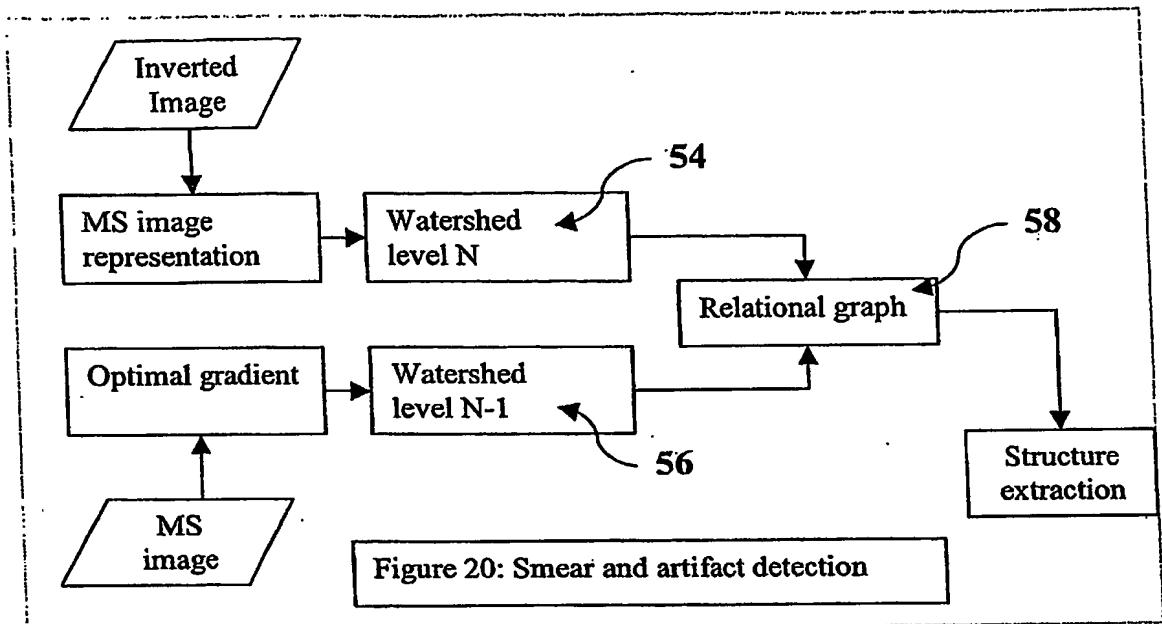 Inverted
Image
54
MS image
representation
Watershed
level N
58
Relational graph
Optimal gradient
Watershed
level N-1
56
Structure
extraction
MS
image
Figure 20: Smear and artifact detection